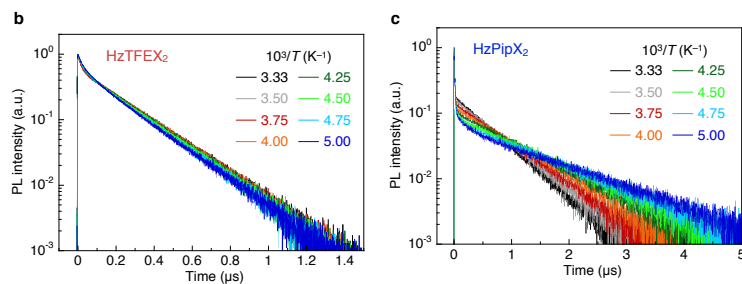 b
HzTFEX₂
10³/T (K⁻¹)
3.33 4.25
3.50 4.50
3.75 4.75
4.00 5.00
PL intensity (a.u.)
10⁰
10⁻¹
10⁻²
10⁻³
0 0.2 0.4 0.6 0.8 1 1.2 1.4
Time (μs)
c
HzPipX₂
10³/T (K⁻¹)
3.33 4.25
3.50 4.50
3.75 4.75
4.00 5.00
PL intensity (a.u.)
10⁰
10⁻¹
10⁻²
10⁻³
0 1 2 3 4 5
Time (μs)